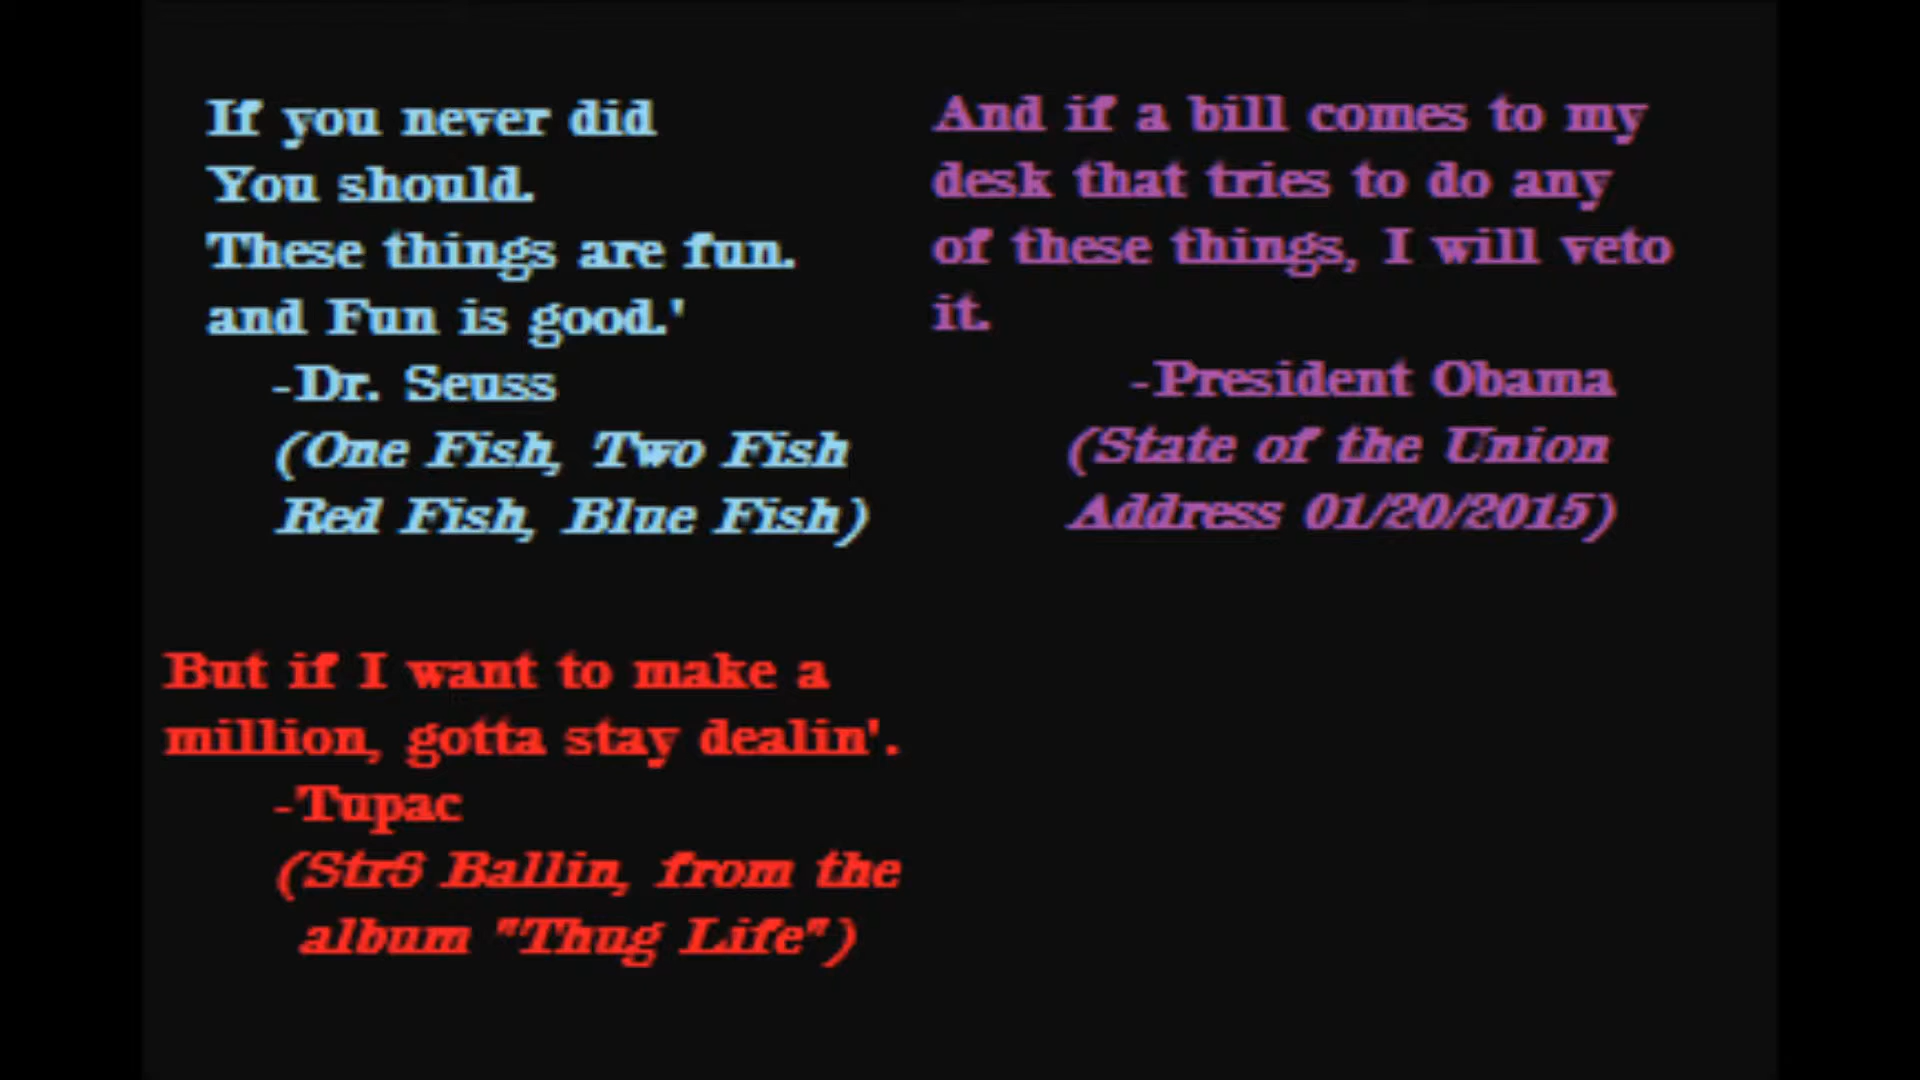 If you never did
You should.
These things are fun.
and Fun is good.'
-Dr. Seuss
(One Fish, Two Fish
Red Fish, Blue Fish)
And if a bill comes to my
desk that tries to do any
of these things, I will veto
it.
-President Obama
(State of the Union
Address 01/20/2015)
But if I want to make a
million, gotta stay dealin'.
-Tupac
(Str8 Ballin, from the
album "Thug Life")